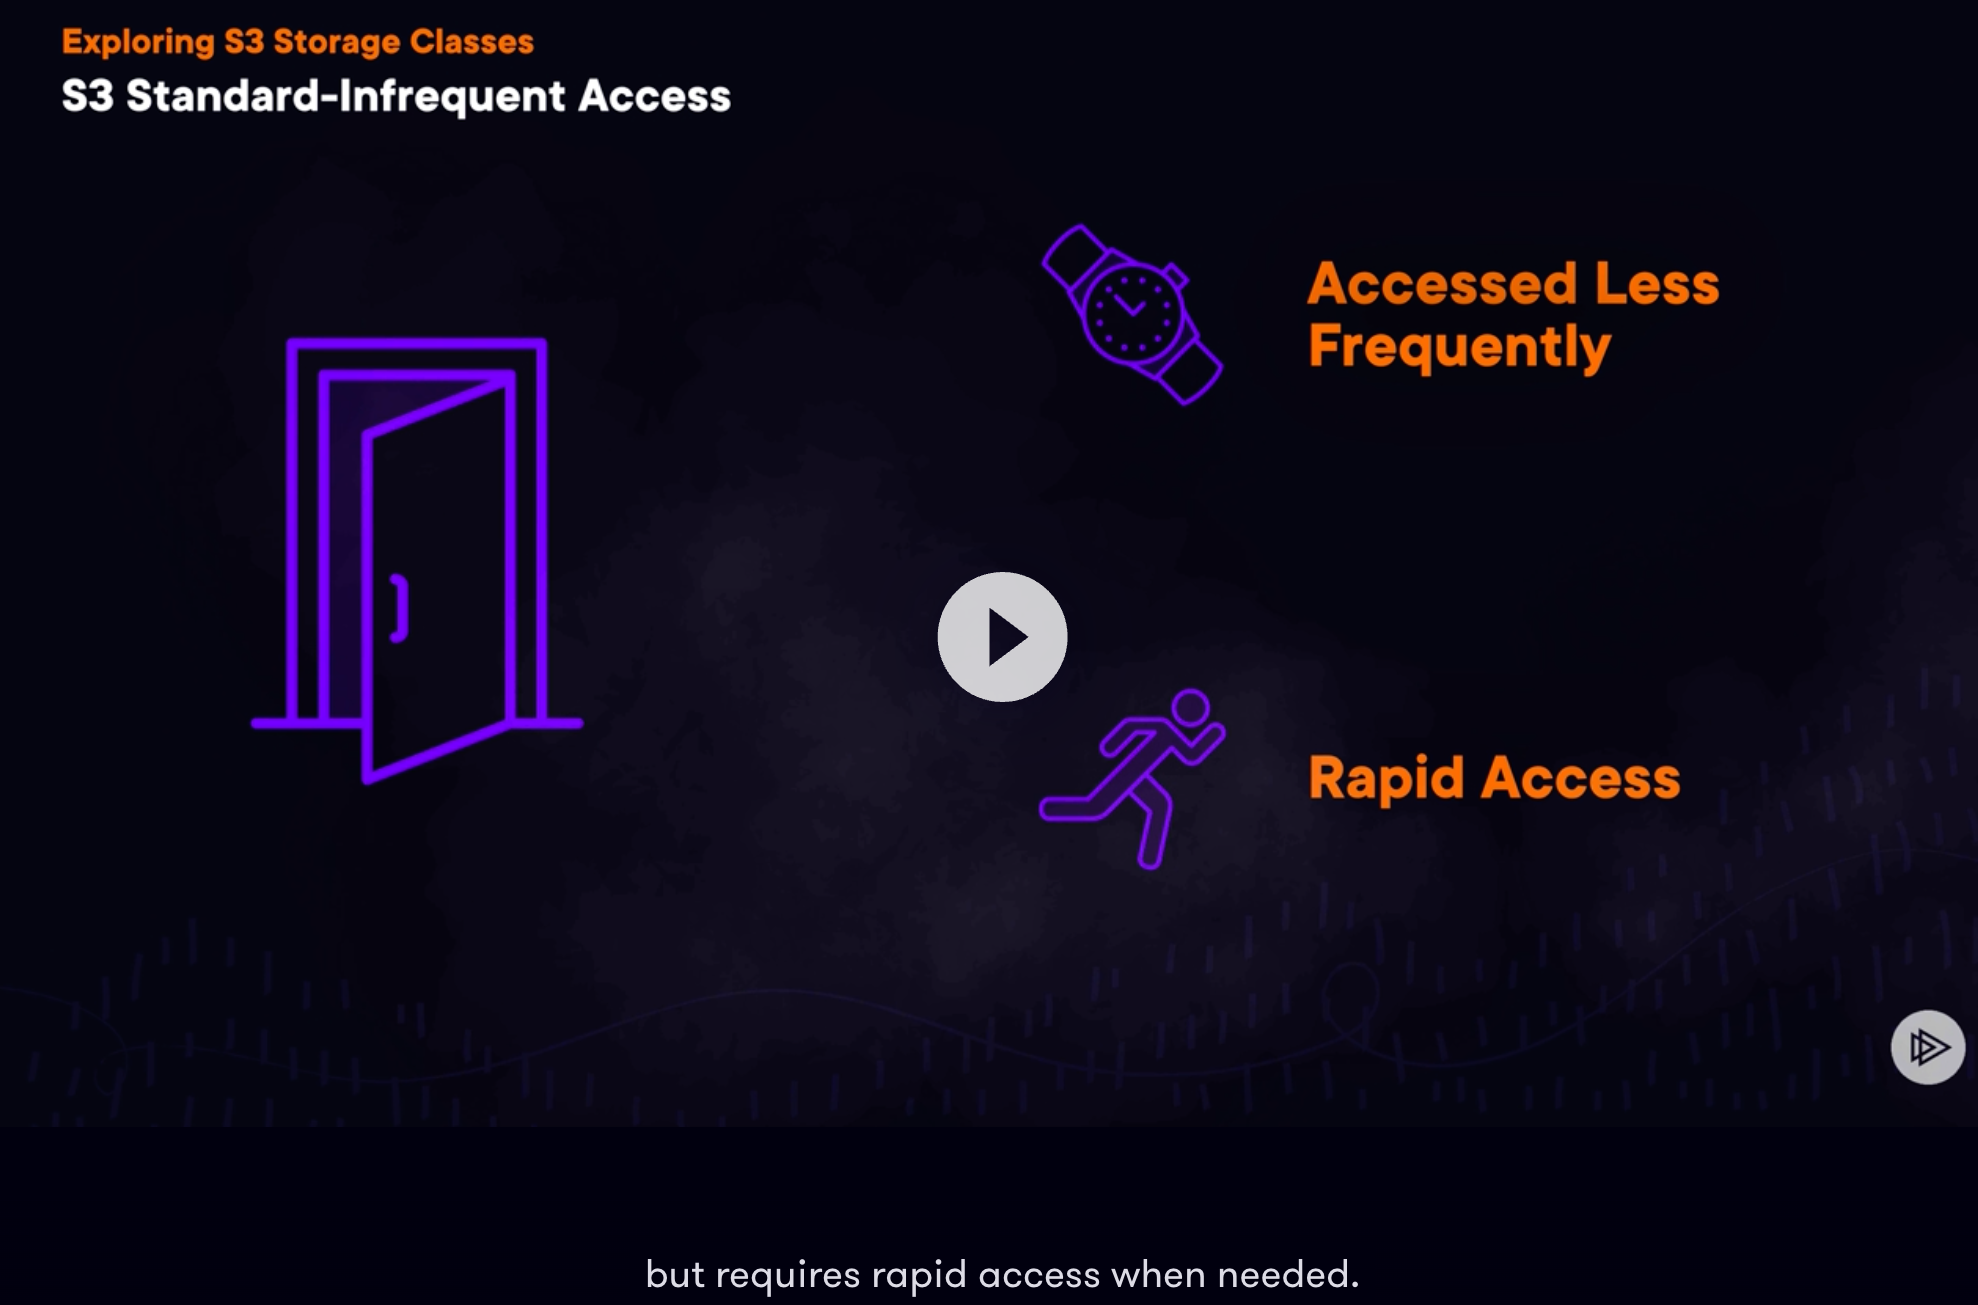 Exploring S3 Storage Classes
S3 Standard-Infrequent Access
Accessed Less
Frequently
Rapid Access
but requires rapid access when needed.